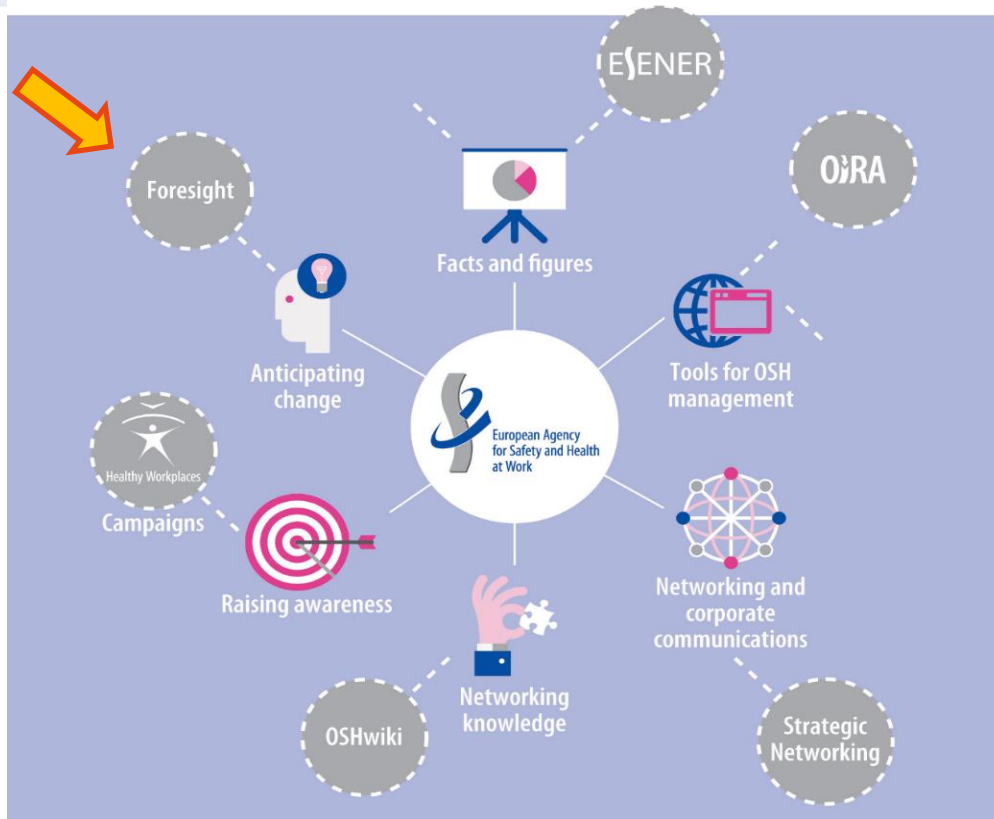 ESENER
OiRA
Foresight
Facts and figures
Anticipating
change
Tools for OSH
management
European Agency
for Safety and Health
at Work
Healthy Workplaces
Campaigns
Raising awareness
Networking and
corporate
communications
Networking
knowledge
OSHwiki
Strategic
Networking